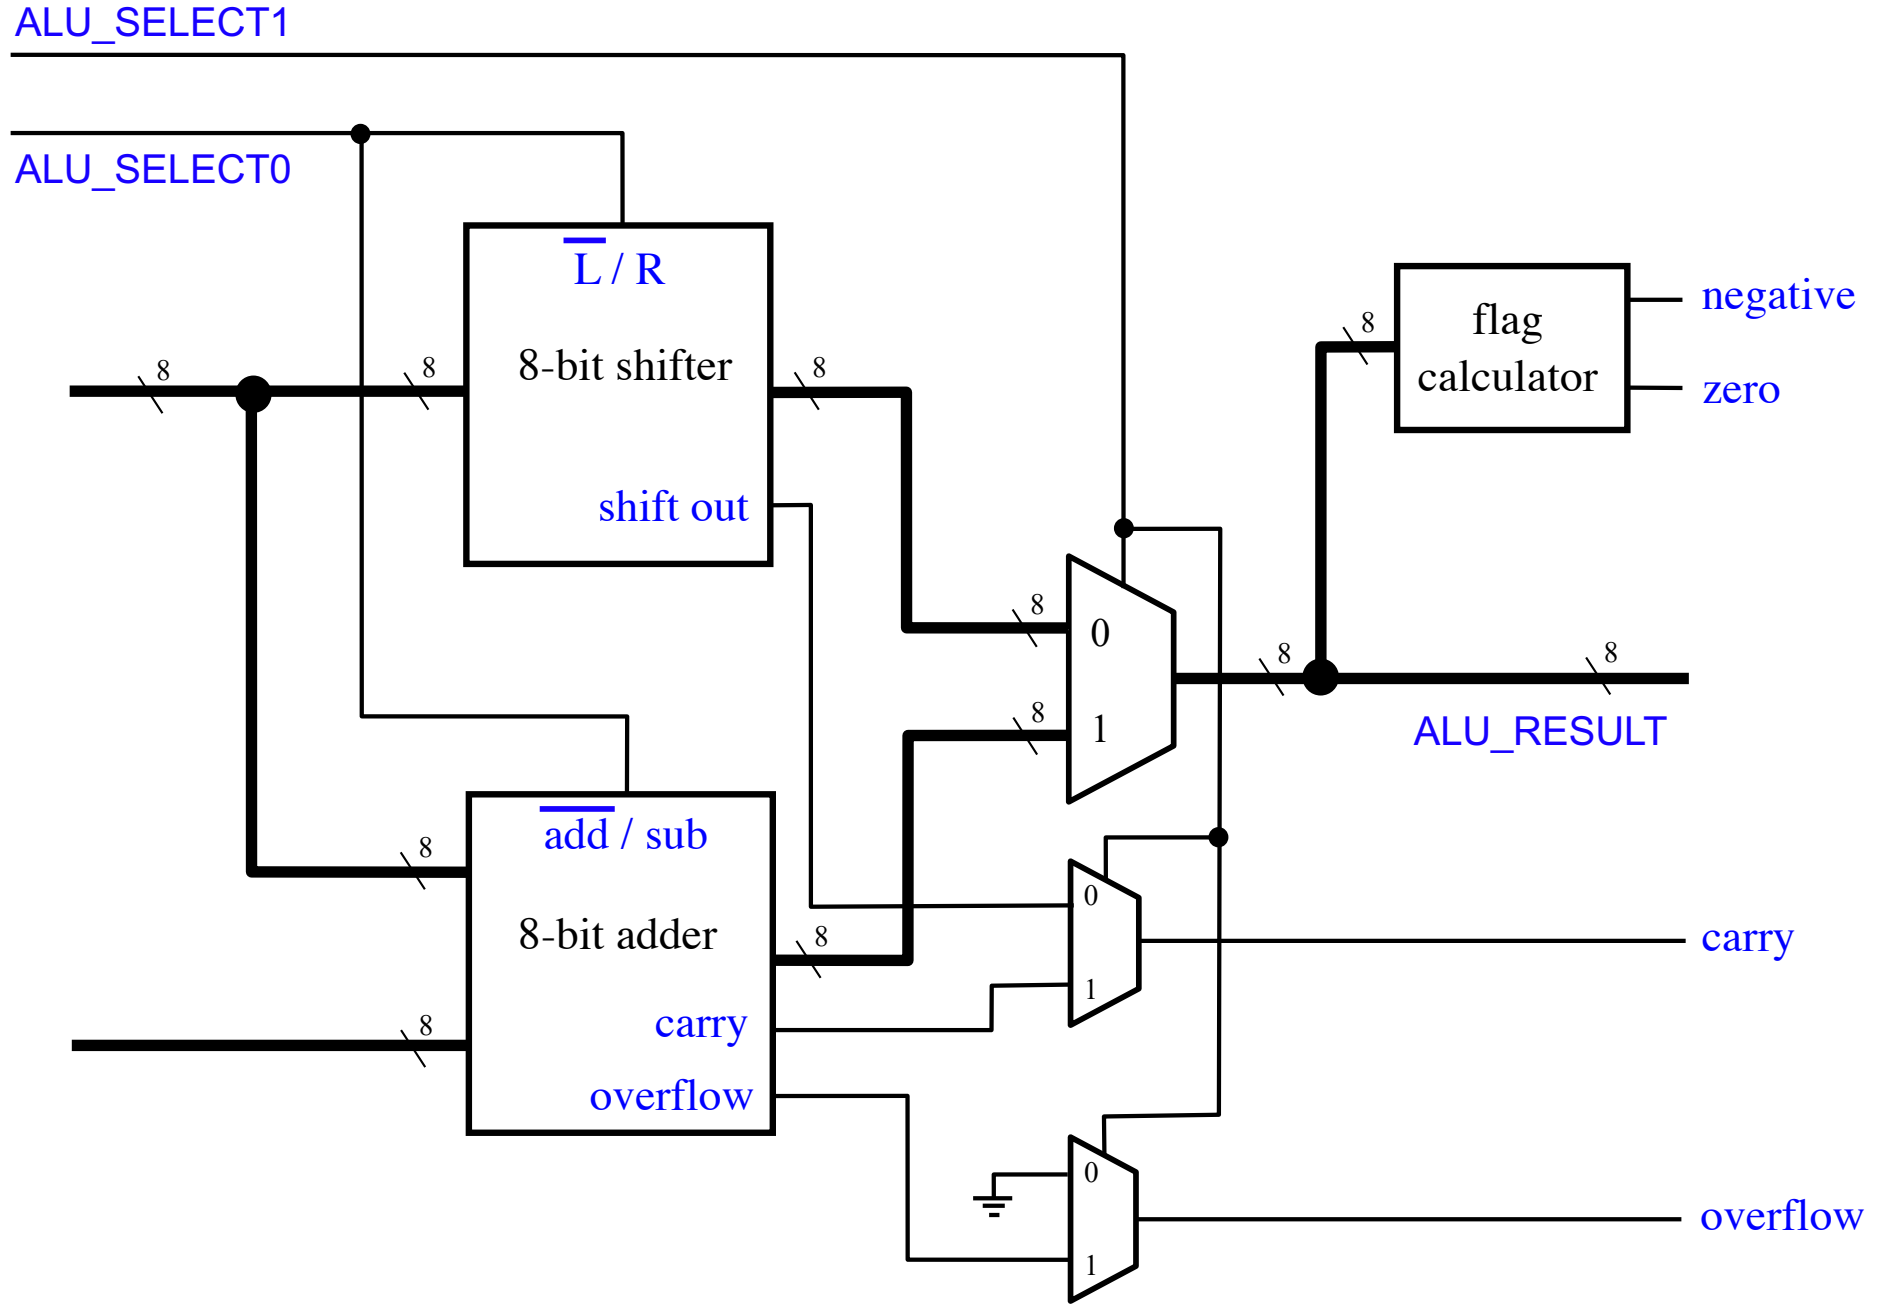 ALU_SELECT1
ALU_SELECT0
L / R
8-bit shifter
shift out
8
8
8
8
8
8
8
8
add / sub
8-bit adder
carry
overflow
8
8
8
0
1
0
1
0
1
flag
calculator
negative
zero
ALU_RESULT
carry
overflow